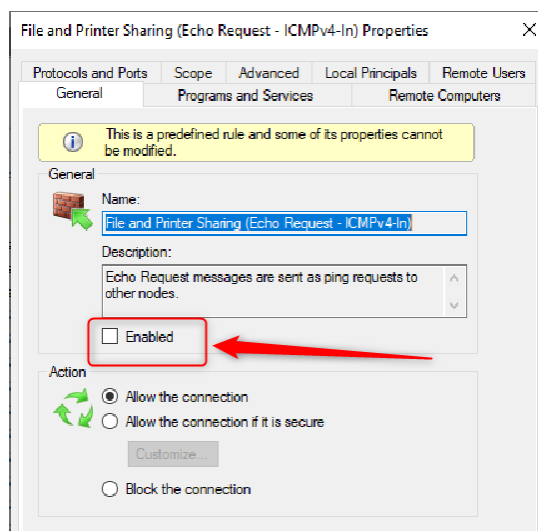 File and Printer Sharing (Echo Request - ICMPv4-In) Properties
Protocols and Ports Scope Advanced Local Principals Remote Users
General Programs and Services Remote Computers
This is a predefined rule and some of its properties cannot
be modified.
General
Name:
File and Printer Sharing (Echo Request - ICMPv4-In)
Description:
Echo Request messages are sent as ping requests to
other nodes.
Enabled
Action
Allow the connection
Allow the connection if it is secure
Customize...
Block the connection